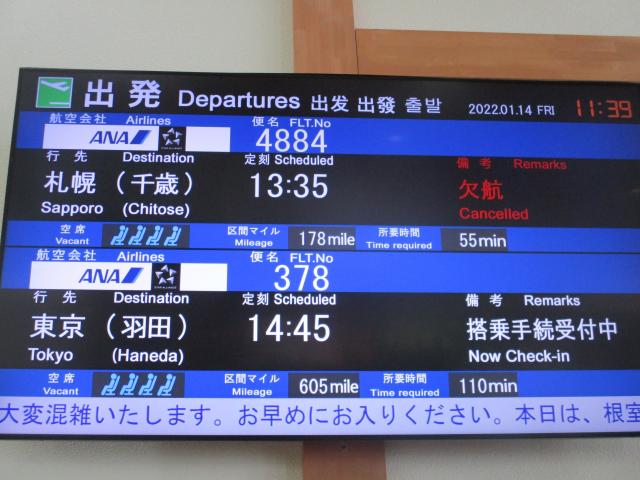 出発 Departures 出发 出發 출발 2022.01.14 FRI 11:39
航空会社 Airlines 便名 FLT.No
ANA STAR ALLIANCE 4884
行先 Destination 定刻 Scheduled 備考 Remarks
札幌（千歳） 13:35 欠航
Sapporo (Chitose) Cancelled
空席 Vacant 区間マイル Mileage 178mile 所要時間 Time required 55min
航空会社 Airlines 便名 FLT.No
ANA STAR ALLIANCE 378
行先 Destination 定刻 Scheduled 備考 Remarks
東京（羽田） 14:45 搭乗手続受付中
Tokyo (Haneda) Now Check-in
空席 Vacant 区間マイル Mileage 605mile 所要時間 Time required 110min
大変混雑いたします。お早めにお入りください。本日は、根室